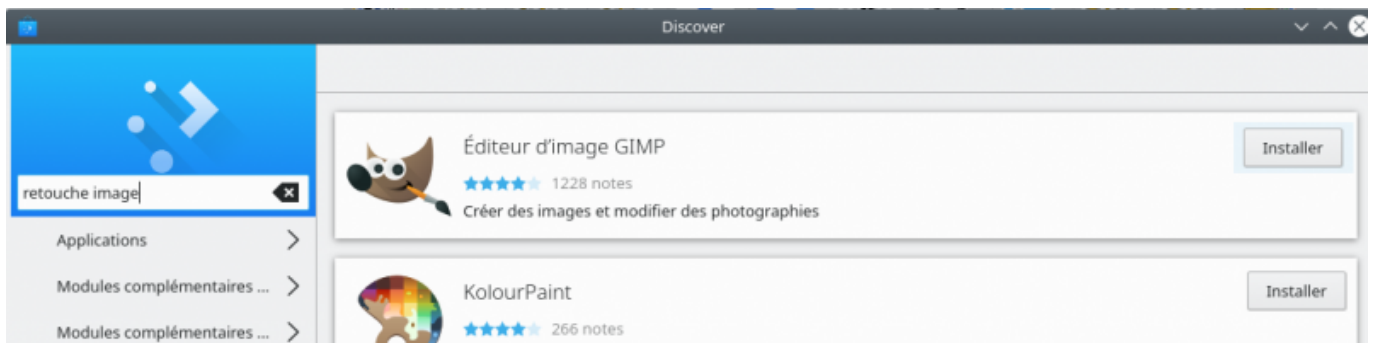 Discover
retouche image
Applications
Modules complémentaires ...
Modules complémentaires ...
Éditeur d'image GIMP
1228 notes
Créer des images et modifier des photographies
Installer
KolourPaint
266 notes
Installer